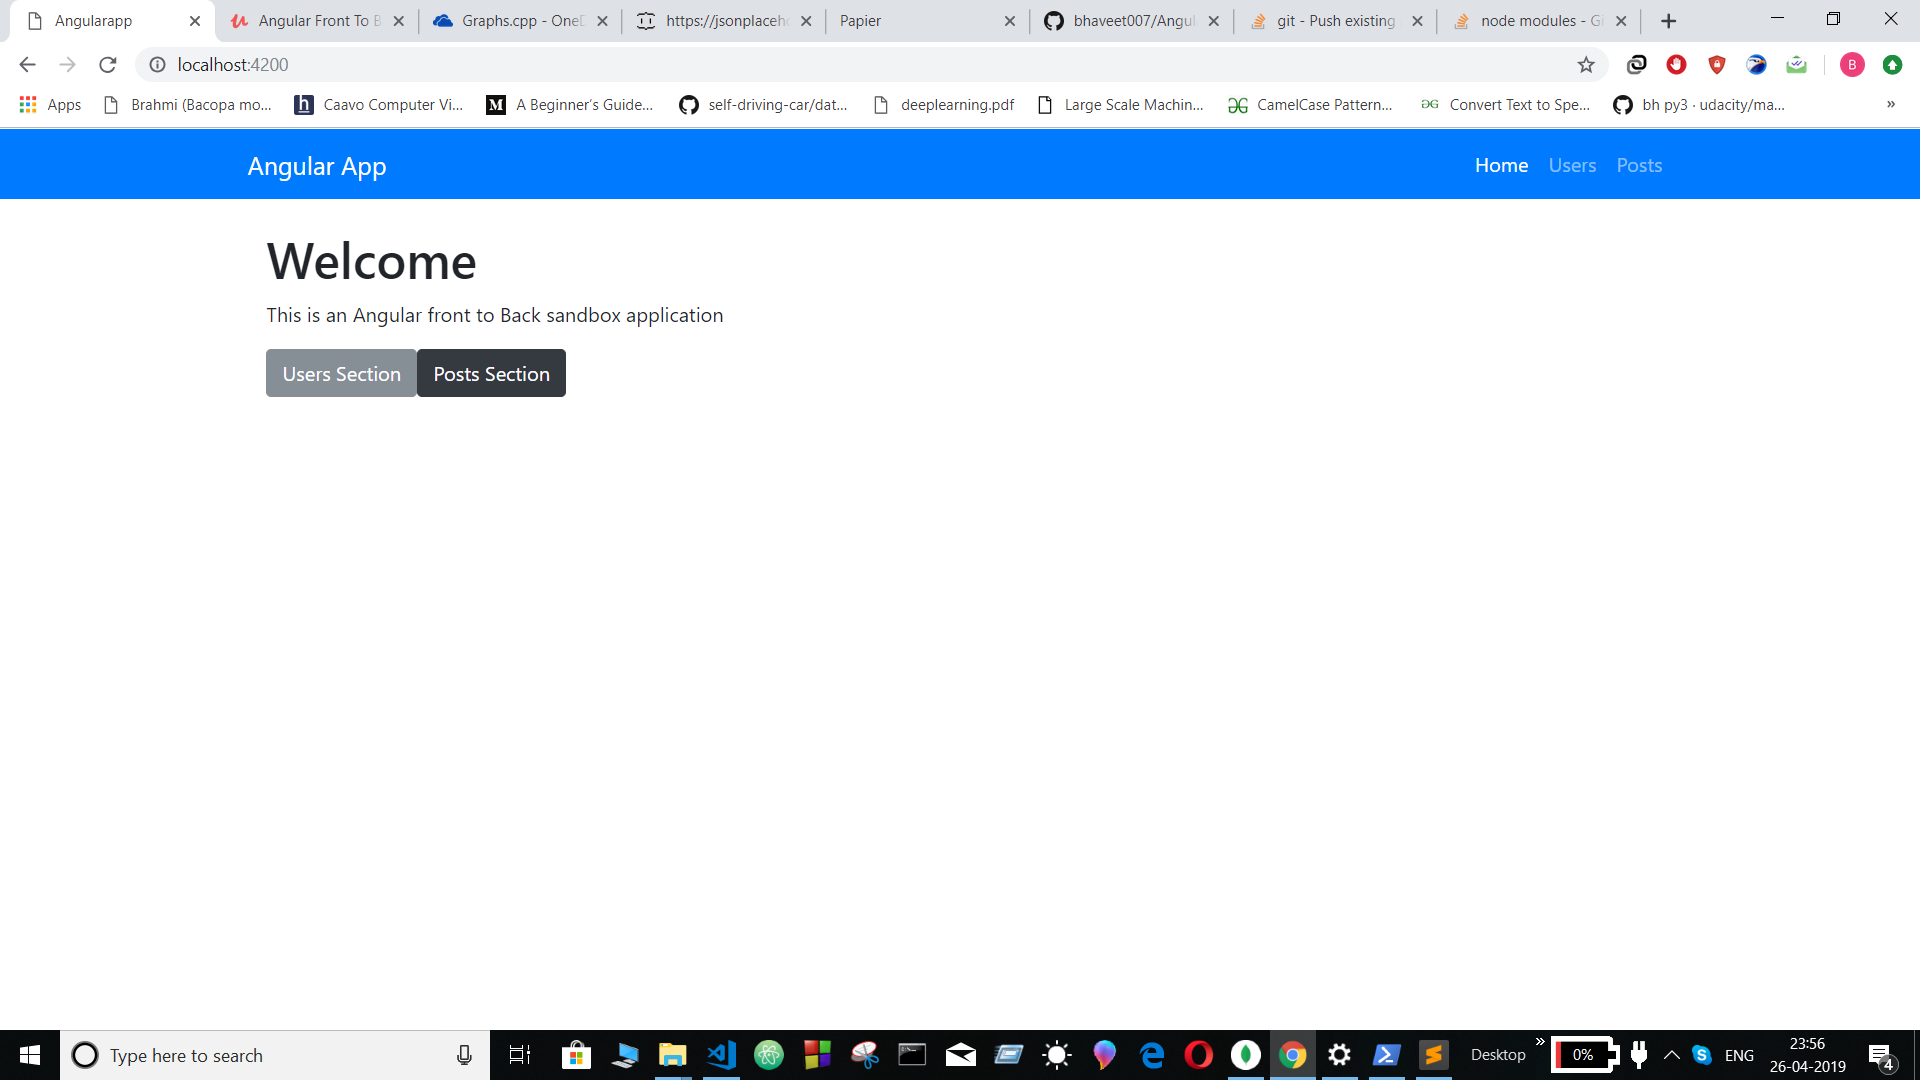 Angularapp
Angular Front To B
Graphs.cpp - OneD
https://jsonplaceho
Papier
bhaveet007/Angul
git - Push existing
node modules - Gi
localhost:4200
B
Apps
Brahmi (Bacopa mo...
Caavo Computer Vi...
A Beginner's Guide...
self-driving-car/dat...
deeplearning.pdf
Large Scale Machin...
CamelCase Pattern...
Convert Text to Spe...
bh py3 · udacity/ma...
»
Angular App
Home
Users
Posts
Welcome
This is an Angular front to Back sandbox application
Users Section
Posts Section
Type here to search
Desktop
»
0%
ENG
23:56
26-04-2019
4